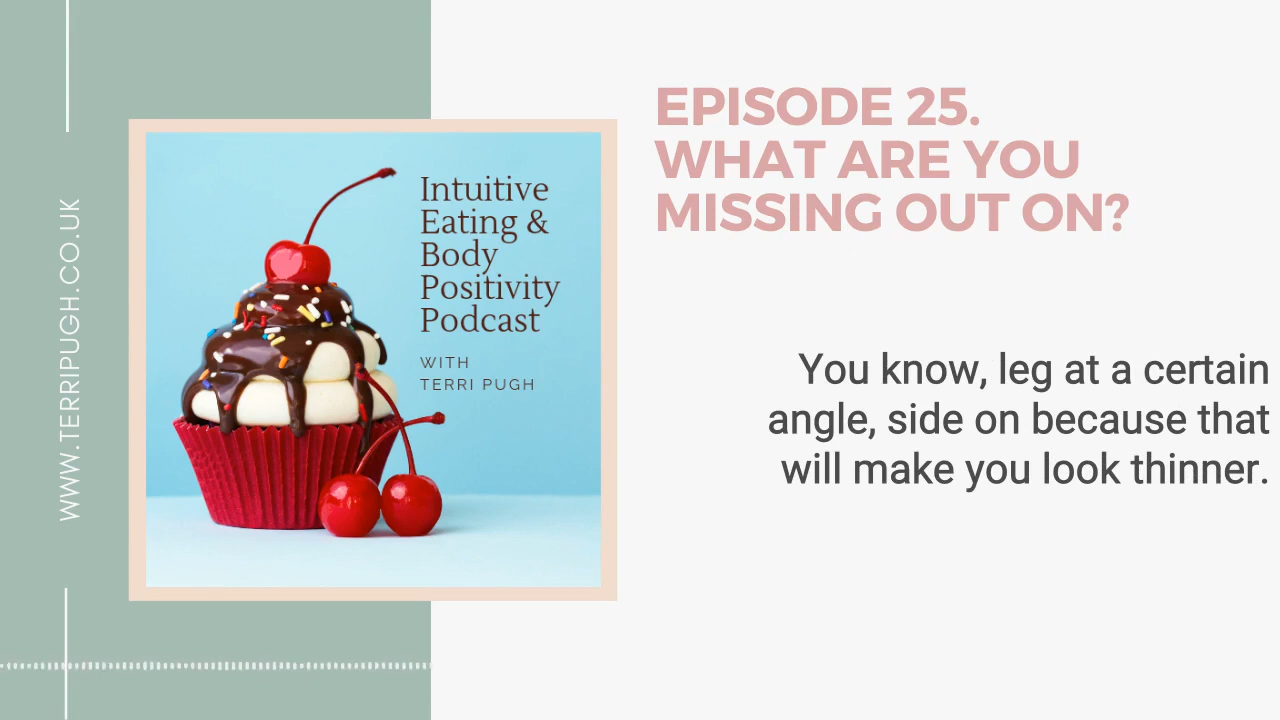 WWW.TERRIPUGH.CO.UK
Intuitive
Eating &
Body
Positivity
Podcast
WITH
TERRI PUGH
EPISODE 25.
WHAT ARE YOU
MISSING OUT ON?
You know, leg at a certain
angle, side on because that
will make you look thinner.